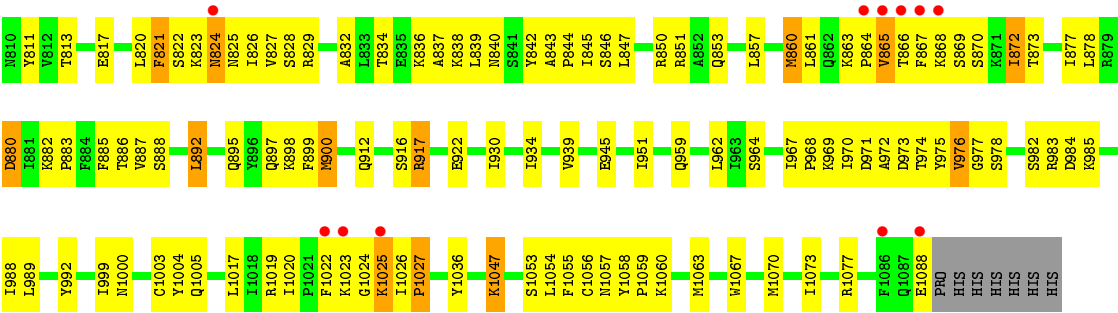 N810 Y811 V812 T813 E817 L820 F821 S822 K823 N824 N825 I826 V827 S828 R829 A832 L833 T834 E835 K836 A837 K838 L839 N840 S841 Y842 A843 P844 I845 S846 L847 R850 R851 A852 Q853 L857 M860 L861 Q862 K863 P864 V865 T866 F867 K868 S869 S870 K871 I872 T873 I877 L878 R879
D880 I881 K882 P883 F884 F885 T886 V887 S888 L892 Q895 Y896 Q897 K898 F899 M900 Q912 S916 R917 E922 I930 I934 V939 E945 I951 Q959 L962 I963 S964 I967 P968 K969 I970 D971 A972 D973 T974 Y975 V976 G977 S978 S982 R983 D984 K985
I988 L989 Y992 I999 N1000 C1003 Y1004 Q1005 L1017 I1018 R1019 I1020 P1021 F1022 K1023 G1024 K1025 I1026 P1027 Y1036 K1047 S1053 L1054 F1055 C1056 N1057 Y1058 P1059 K1060 M1063 W1067 M1070 I1073 R1077 F1086 Q1087 E1088 PRO HIS HIS HIS HIS HIS HIS